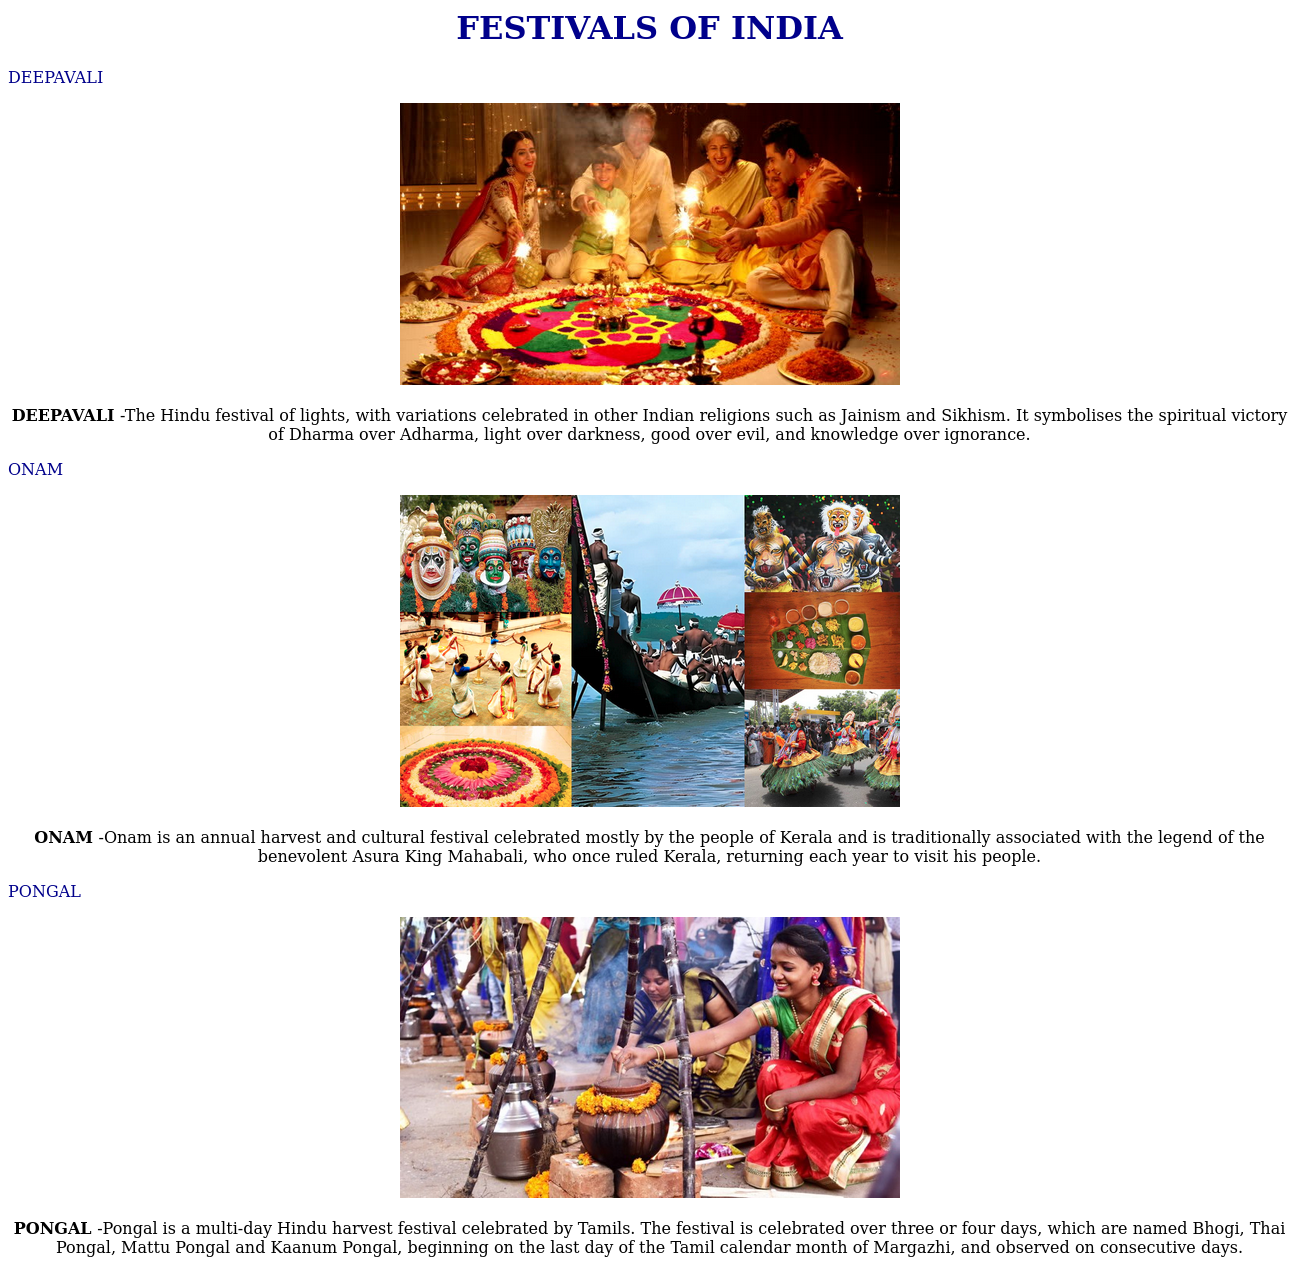 FESTIVALS OF INDIA
DEEPAVALI
DEEPAVALI -The Hindu festival of lights, with variations celebrated in other Indian religions such as Jainism and Sikhism. It symbolises the spiritual victory
of Dharma over Adharma, light over darkness, good over evil, and knowledge over ignorance.
ONAM
ONAM -Onam is an annual harvest and cultural festival celebrated mostly by the people of Kerala and is traditionally associated with the legend of the
benevolent Asura King Mahabali, who once ruled Kerala, returning each year to visit his people.
PONGAL
PONGAL -Pongal is a multi-day Hindu harvest festival celebrated by Tamils. The festival is celebrated over three or four days, which are named Bhogi, Thai
Pongal, Mattu Pongal and Kaanum Pongal, beginning on the last day of the Tamil calendar month of Margazhi, and observed on consecutive days.